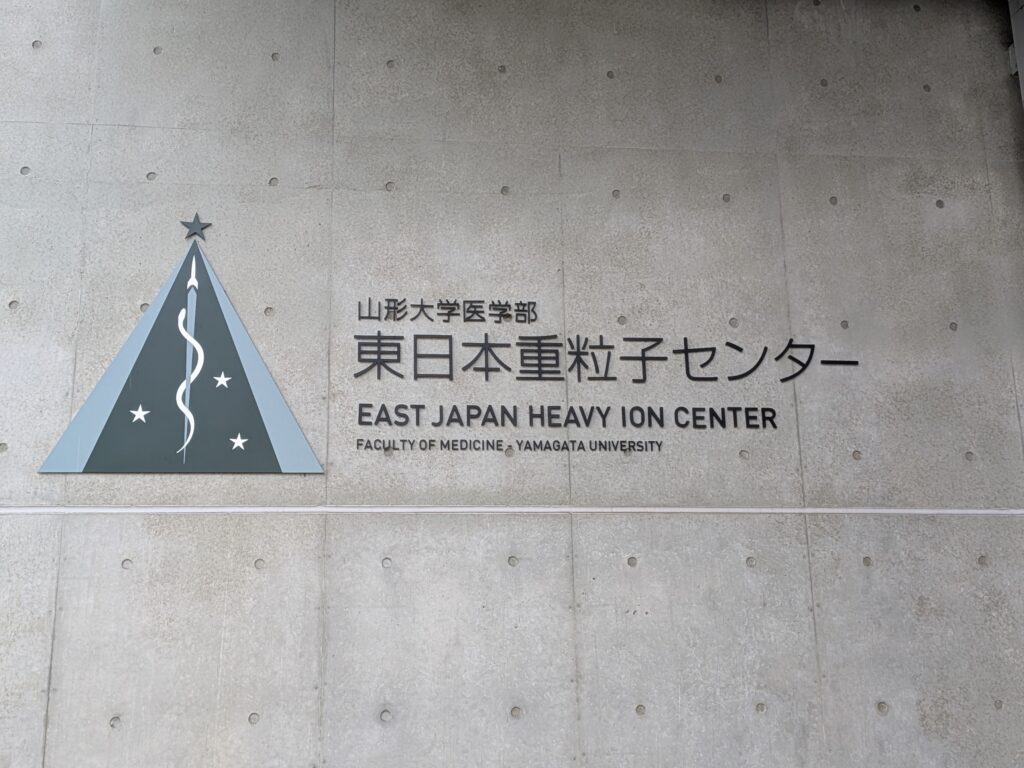 山形大学医学部
東日本重粒子センター
EAST JAPAN HEAVY ION CENTER
FACULTY OF MEDICINE - YAMAGATA UNIVERSITY